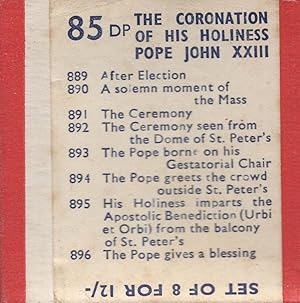 85 DP THE CORONATION
OF HIS HOLINESS
POPE JOHN XXIII
889 After Election
890 A solemn moment of
the Mass
891 The Ceremony
892 The Ceremony seen from
the Dome of St. Peter's
893 The Pope borne on his
Gestatorial Chair
894 The Pope greets the crowd
outside St. Peter's
895 His Holiness imparts the
Apostolic Benediction (Urbi
et Orbi) from the balcony
of St. Peter's
896 The Pope gives a blessing
SET OF 8 FOR 12/-